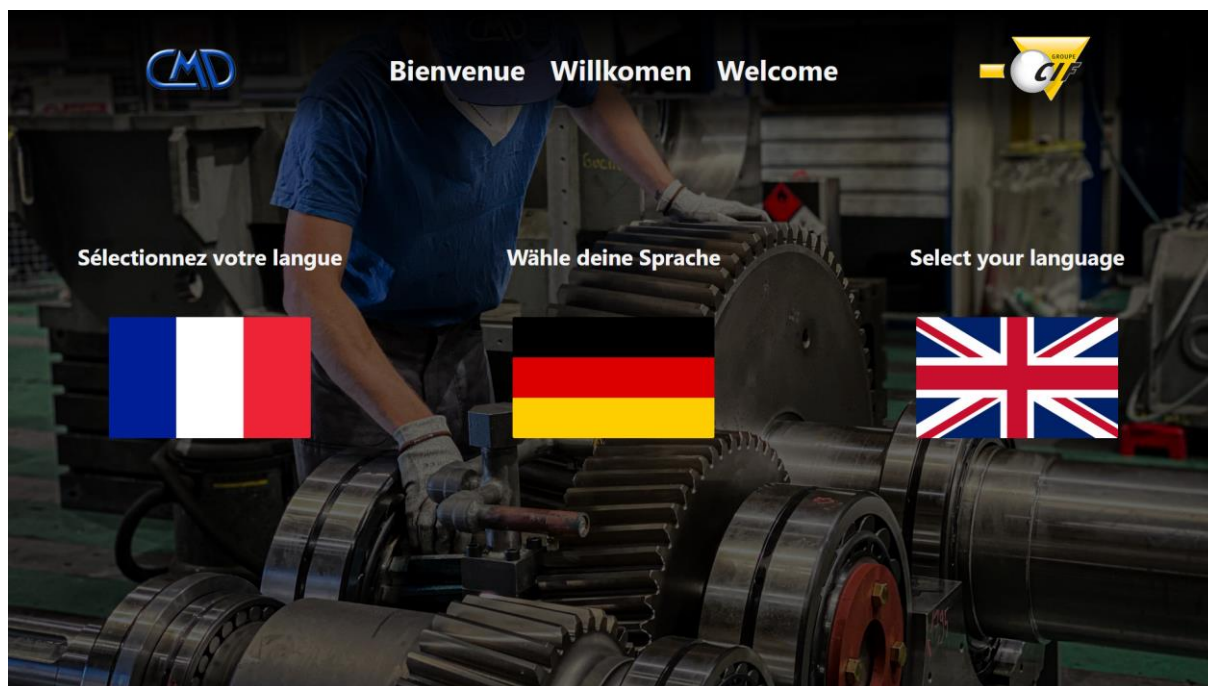 CMD
Bienvenue Willkomen Welcome
GROUPE
CIF
Sélectionnez votre langue
Wähle deine Sprache
Select your language